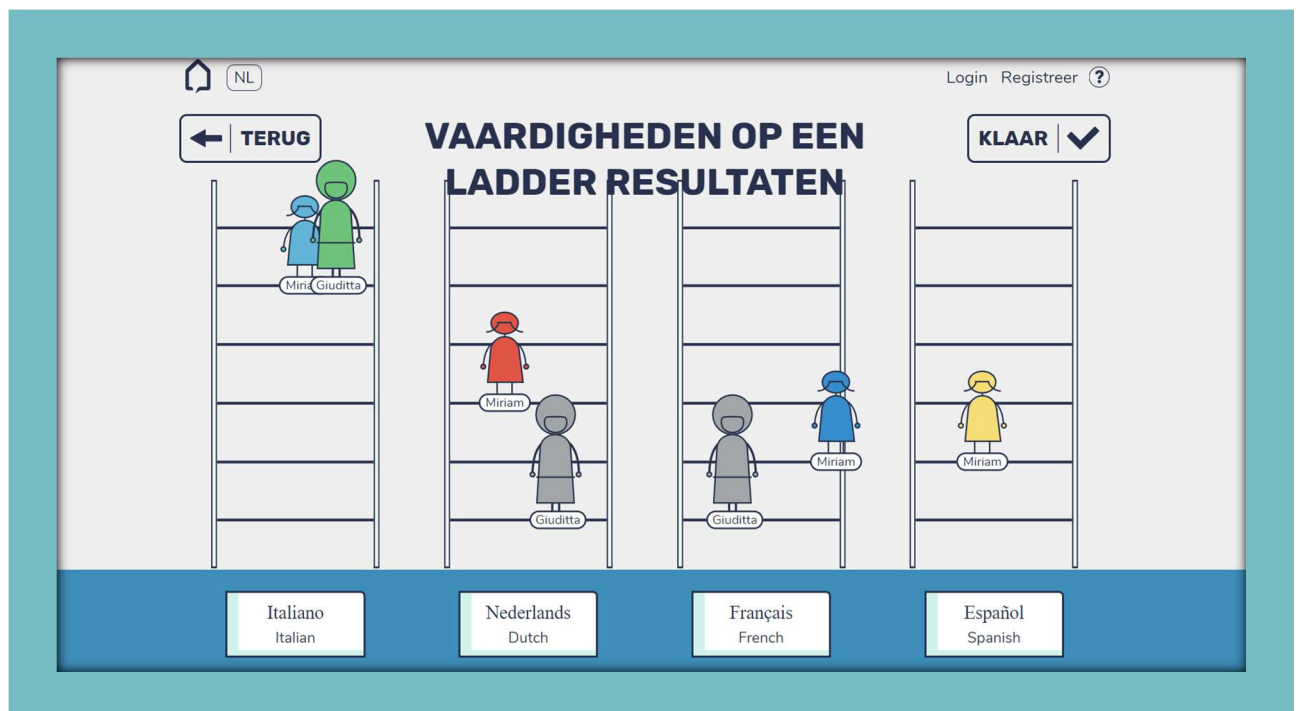 NL
Login Registreer ?
TERUG
VAARDIGHEDEN OP EEN
LADDER RESULTATEN
KLAAR
Giuditta
Miriam
Giuditta
Giuditta
Miriam
Miriam
Italiano
Italian
Nederlands
Dutch
Français
French
Español
Spanish